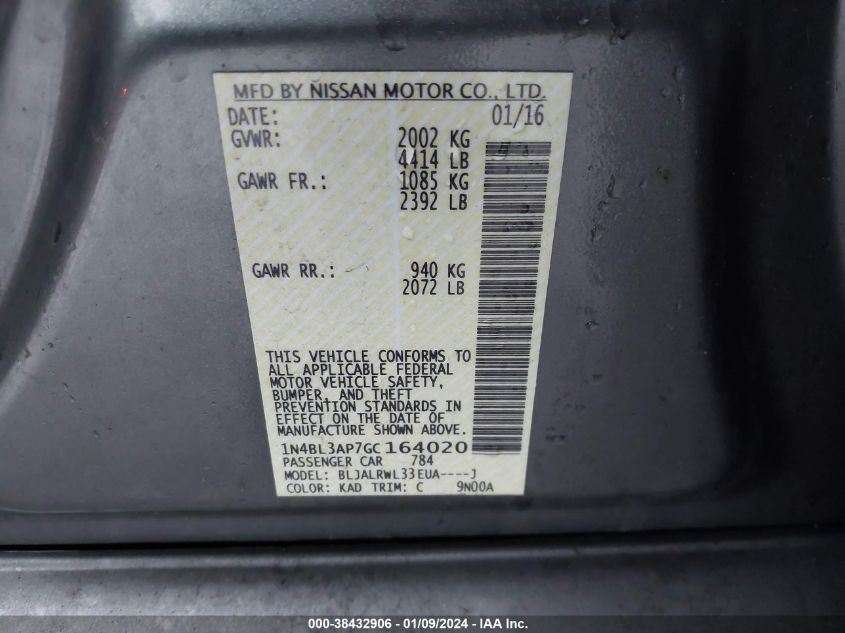 MFD BY NISSAN MOTOR CO., LTD.
DATE: 01/16
GVWR: 2002 KG
4414 LB
GAWR FR.: 1085 KG
2392 LB
GAWR RR.: 940 KG
2072 LB
THIS VEHICLE CONFORMS TO
ALL APPLICABLE FEDERAL
MOTOR VEHICLE SAFETY,
BUMPER, AND THEFT
PREVENTION STANDARDS IN
EFFECT ON THE DATE OF
MANUFACTURE SHOWN ABOVE.
1N4BL3AP7GC164020
PASSENGER CAR 784
MODEL: BLJALRWL33EUA----J
COLOR: KAD TRIM: C 9N00A
000-38432906 - 01/09/2024 - IAA Inc.